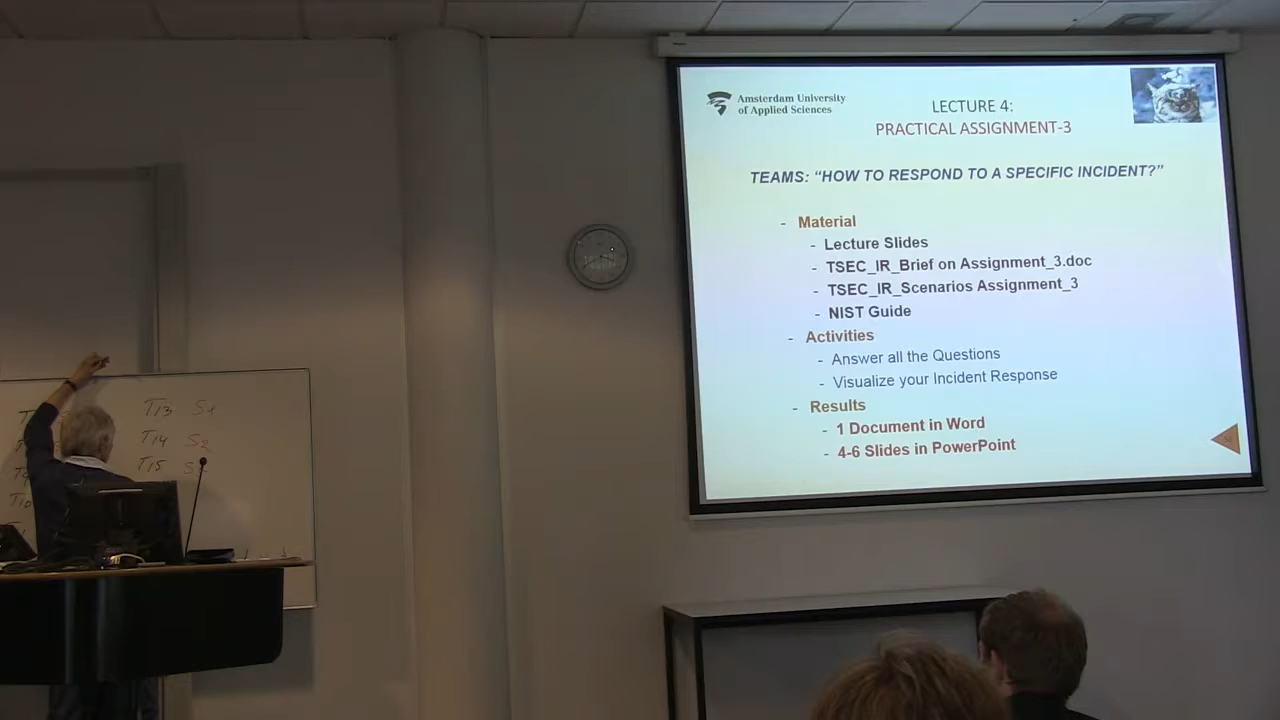 Amsterdam University
of Applied Sciences
LECTURE 4:
PRACTICAL ASSIGNMENT-3
TEAMS: “HOW TO RESPOND TO A SPECIFIC INCIDENT?”
- Material
- Lecture Slides
- TSEC_IR_Brief on Assignment_3.doc
- TSEC_IR_Scenarios Assignment_3
- NIST Guide
- Activities
- Answer all the Questions
- Visualize your Incident Response
- Results
- 1 Document in Word
- 4-6 Slides in PowerPoint
T13 S1
T14 S2
T15